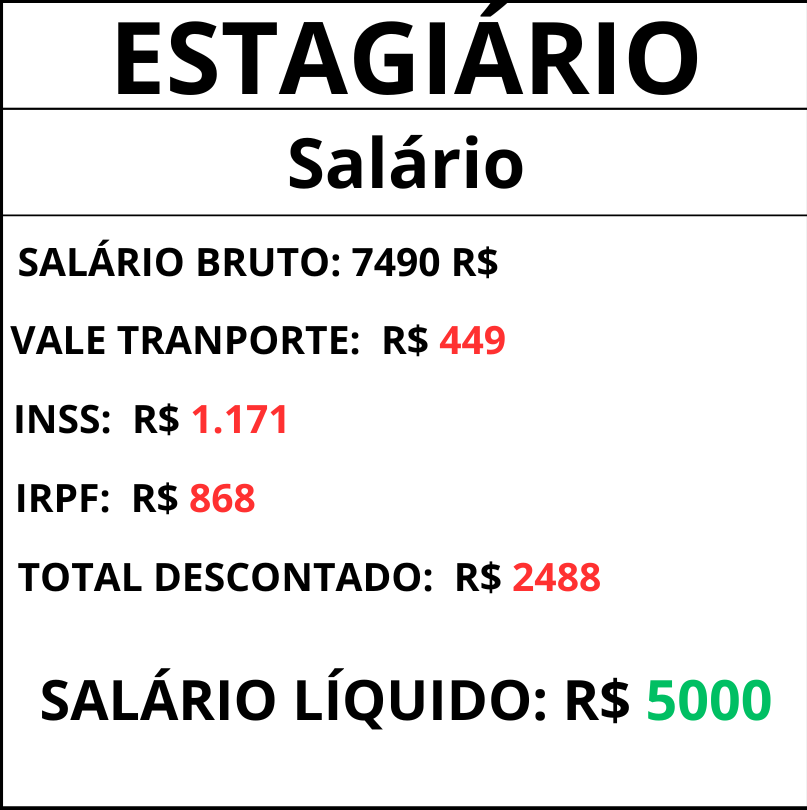 ESTAGIÁRIO
Salário
SALÁRIO BRUTO: 7490 R$
VALE TRANPORTE: R$ 449
INSS: R$ 1.171
IRPF: R$ 868
TOTAL DESCONTADO: R$ 2488
SALÁRIO LÍQUIDO: R$ 5000